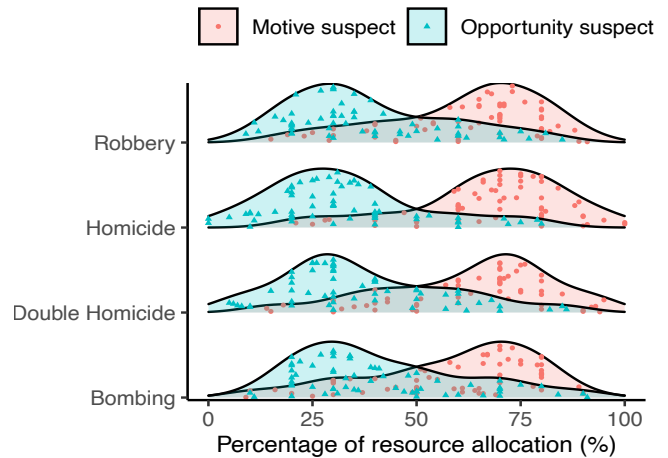 Motive suspect Opportunity suspect
Robbery
Homicide
Double Homicide
Bombing
0 25 50 75 100
Percentage of resource allocation (%)